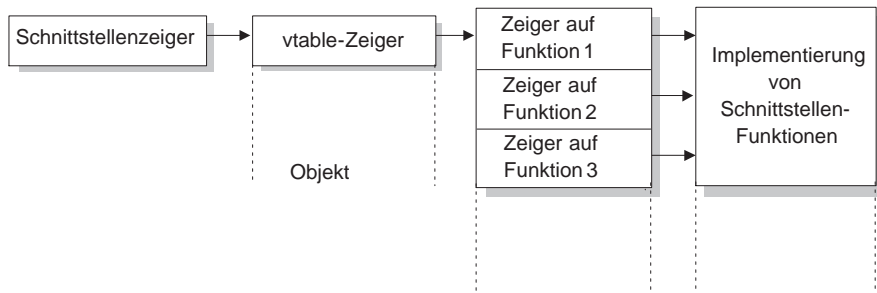 Schnittstellenzeiger
vtable-Zeiger
Zeiger auf
Funktion 1
Zeiger auf
Funktion 2
Zeiger auf
Funktion 3
Implementierung
von
Schnittstellen-
Funktionen
Objekt